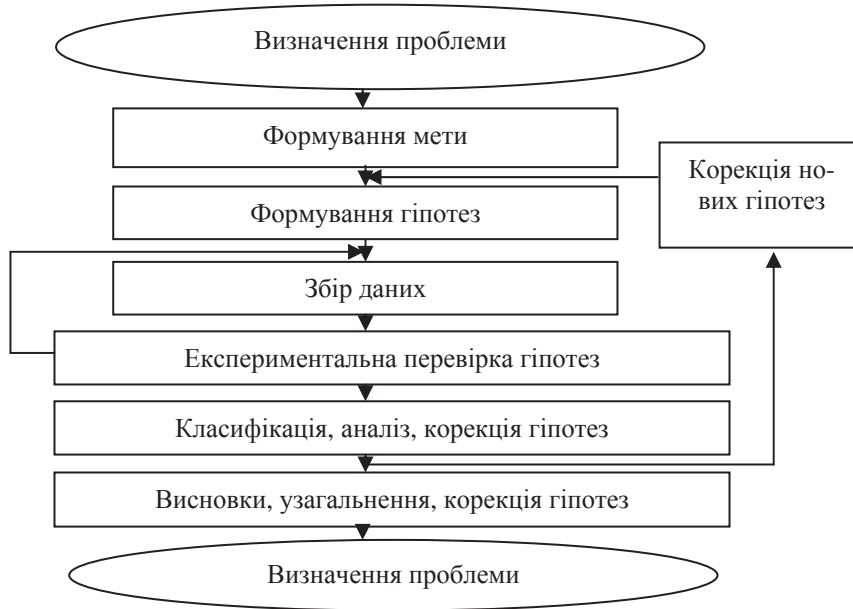 Визначення проблеми
Формування мети
Корекція но-
вих гіпотез
Формування гіпотез
Збір даних
Експериментальна перевірка гіпотез
Класифікація, аналіз, корекція гіпотез
Висновки, узагальнення, корекція гіпотез
Визначення проблеми